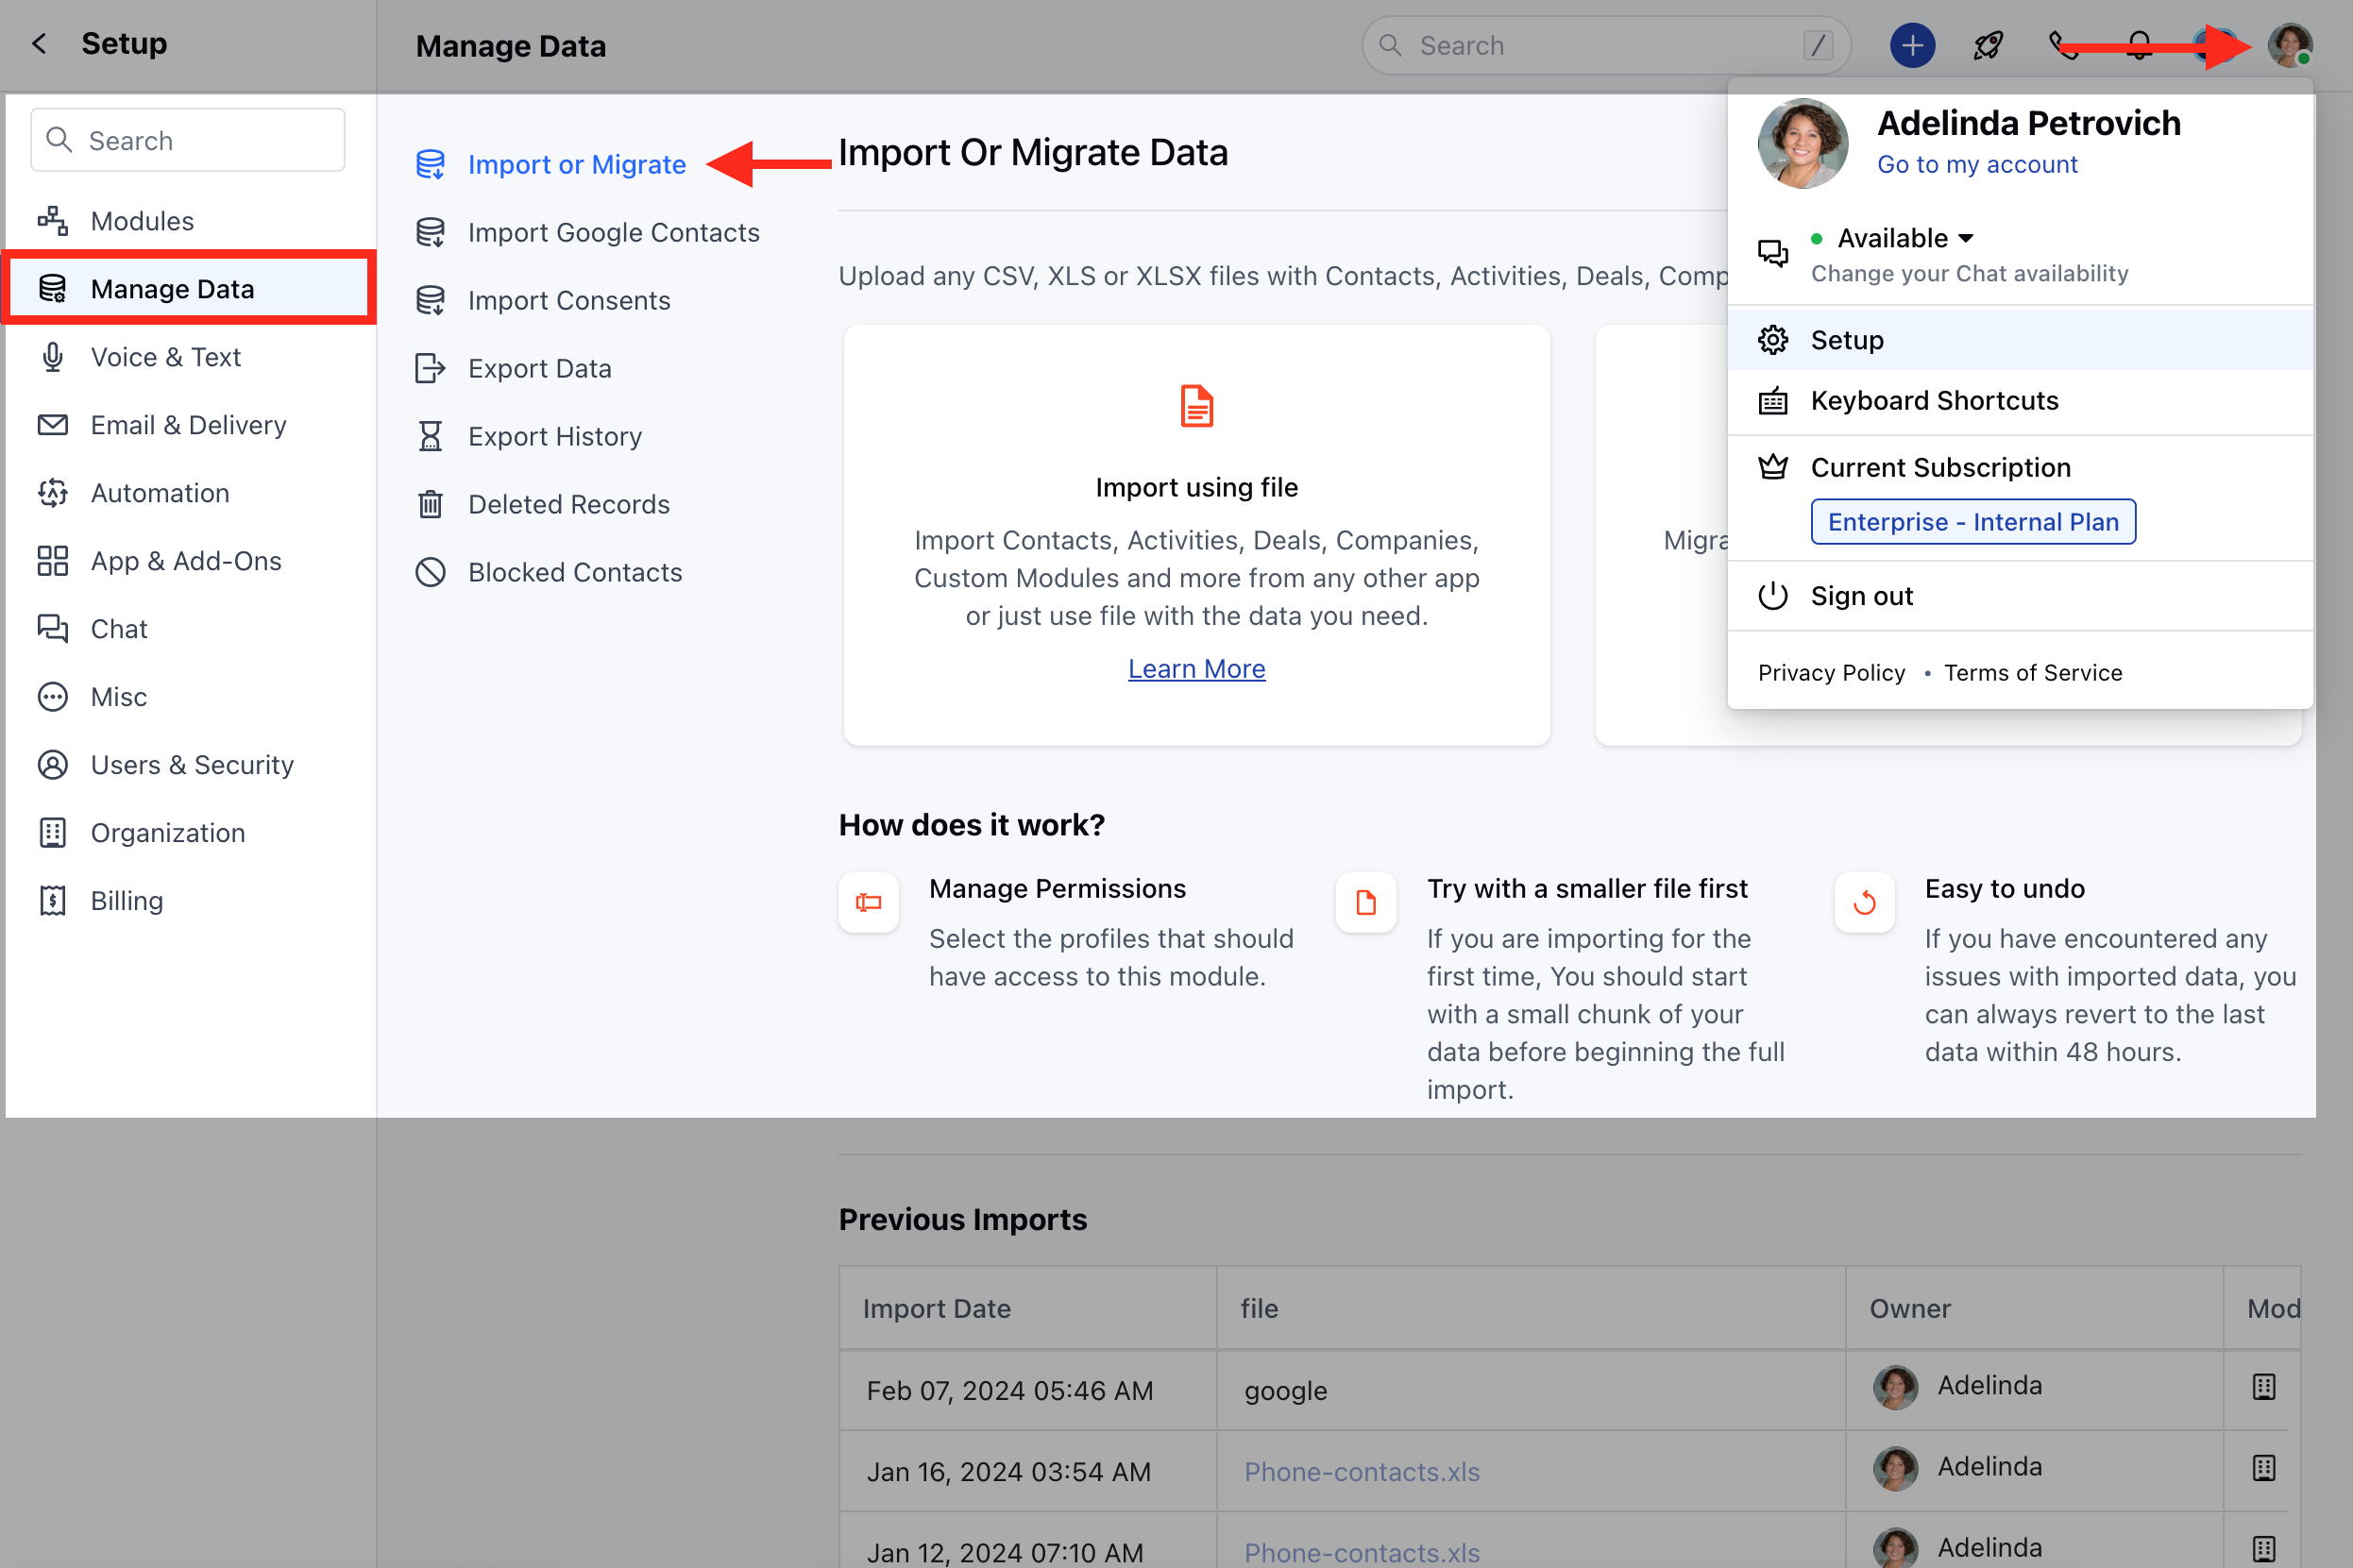 Setup
Manage Data
Search
/
Search
Modules
Manage Data
Voice & Text
Email & Delivery
Automation
App & Add-Ons
Chat
Misc
Users & Security
Organization
Billing
Import or Migrate
Import Google Contacts
Import Consents
Export Data
Export History
Deleted Records
Blocked Contacts
Import Or Migrate Data
Upload any CSV, XLS or XLSX files with Contacts, Activities, Deals, Comp
Import using file
Import Contacts, Activities, Deals, Companies,
Custom Modules and more from any other app
or just use file with the data you need.
Learn More
Migra
Adelinda Petrovich
Go to my account
Available
Change your Chat availability
Setup
Keyboard Shortcuts
Current Subscription
Enterprise - Internal Plan
Sign out
Privacy Policy • Terms of Service
How does it work?
Manage Permissions
Select the profiles that should
have access to this module.
Try with a smaller file first
If you are importing for the
first time, You should start
with a small chunk of your
data before beginning the full
import.
Easy to undo
If you have encountered any
issues with imported data, you
can always revert to the last
data within 48 hours.
Previous Imports
Import Date file Owner Mod
Feb 07, 2024 05:46 AM google Adelinda
Jan 16, 2024 03:54 AM Phone-contacts.xls Adelinda
Jan 12, 2024 07:10 AM Phone-contacts.xls Adelinda